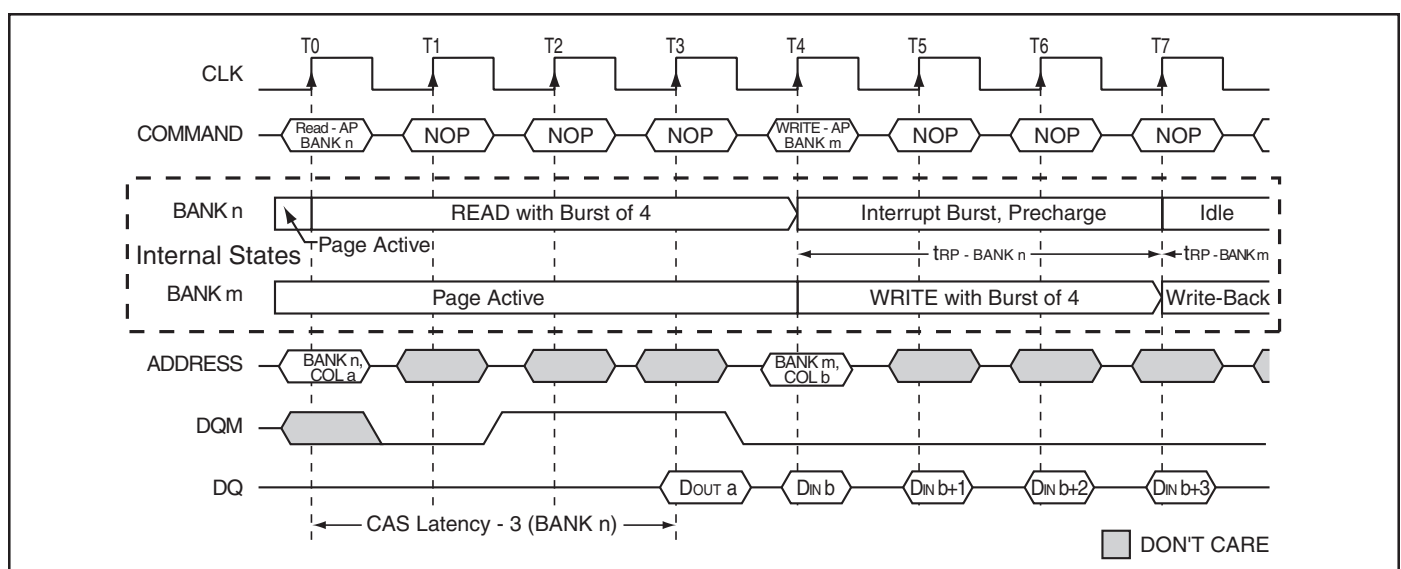 T0 T1 T2 T3 T4 T5 T6 T7
CLK
COMMAND Read - AP BANK n NOP NOP NOP WRITE - AP BANK m NOP NOP NOP
BANK n READ with Burst of 4 Interrupt Burst, Precharge Idle
Page Active tRP - BANK n tRP - BANK m
Internal States
BANK m Page Active WRITE with Burst of 4 Write-Back
ADDRESS BANK n, COL a BANK m, COL b
DQM
DQ DOUT a DIN b DIN b+1 DIN b+2 DIN b+3
CAS Latency - 3 (BANK n)
DON'T CARE